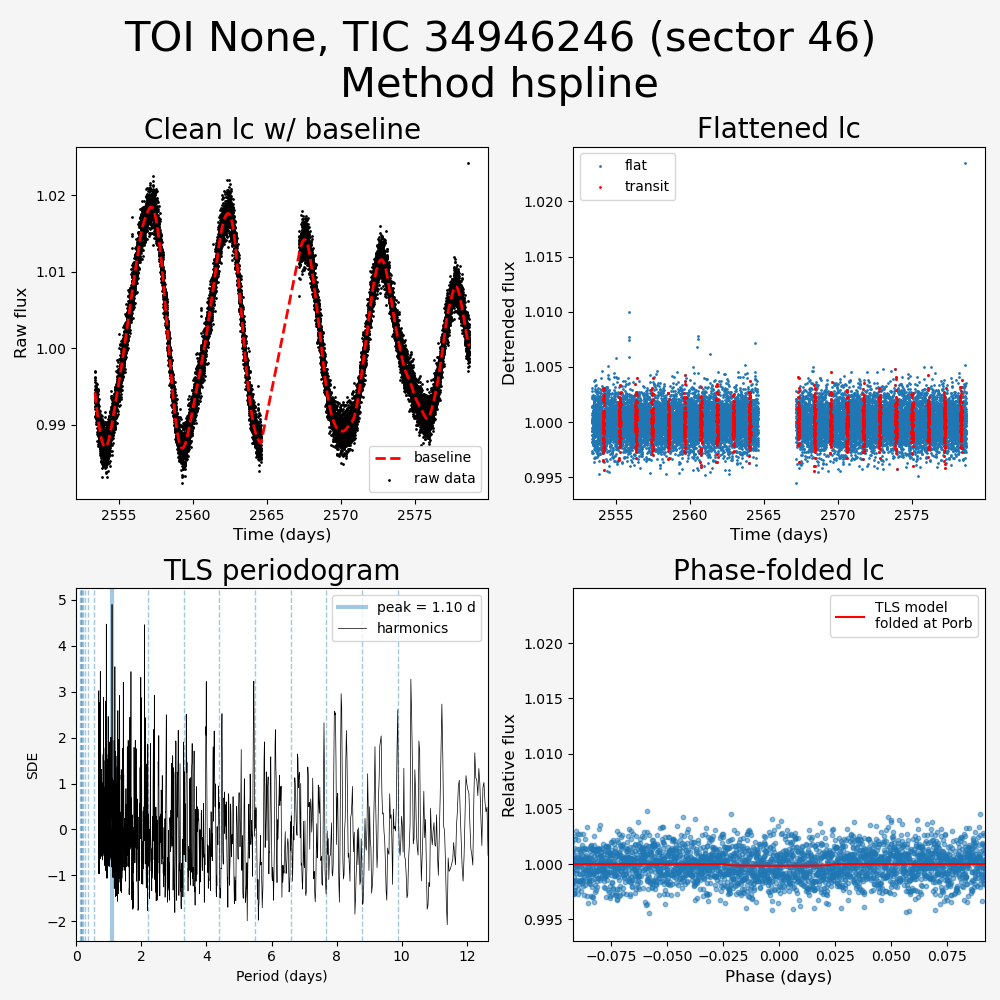 TOI None, TIC 34946246 (sector 46)
Method hspline
Clean lc w/ baseline
Raw flux
1.02
1.01
1.00
0.99
baseline
raw data
2555
2560
2565
2570
2575
Time (days)
Flattened lc
Detrended flux
1.020
1.015
1.010
1.005
1.000
0.995
flat
transit
2555
2560
2565
2570
2575
Time (days)
TLS periodogram
SDE
5
4
3
2
1
0
−1
−2
peak = 1.10 d
harmonics
0
2
4
6
8
10
12
Period (days)
Phase-folded lc
Relative flux
1.020
1.015
1.010
1.005
1.000
0.995
TLS model
folded at Porb
−0.075
−0.050
−0.025
0.000
0.025
0.050
0.075
Phase (days)